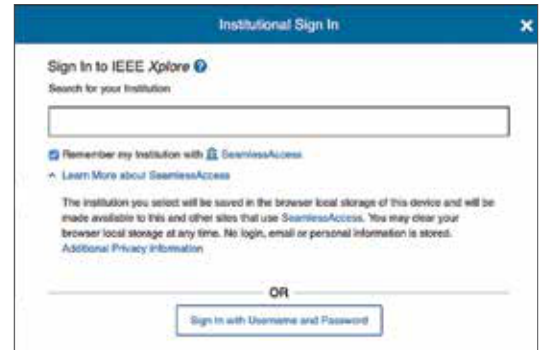 Institutional Sign In
Sign In to IEEE Xplore
Search for your Institution
Remember my Institution with SeamlessAccess
Learn More about SeamlessAccess
The institution you select will be saved in the browser local storage of this device and will be
made available to this and other sites that use SeamlessAccess. You may clear your
browser local storage at any time. No login, email or personal information is stored.
Additional Privacy Information
OR
Sign In with Username and Password